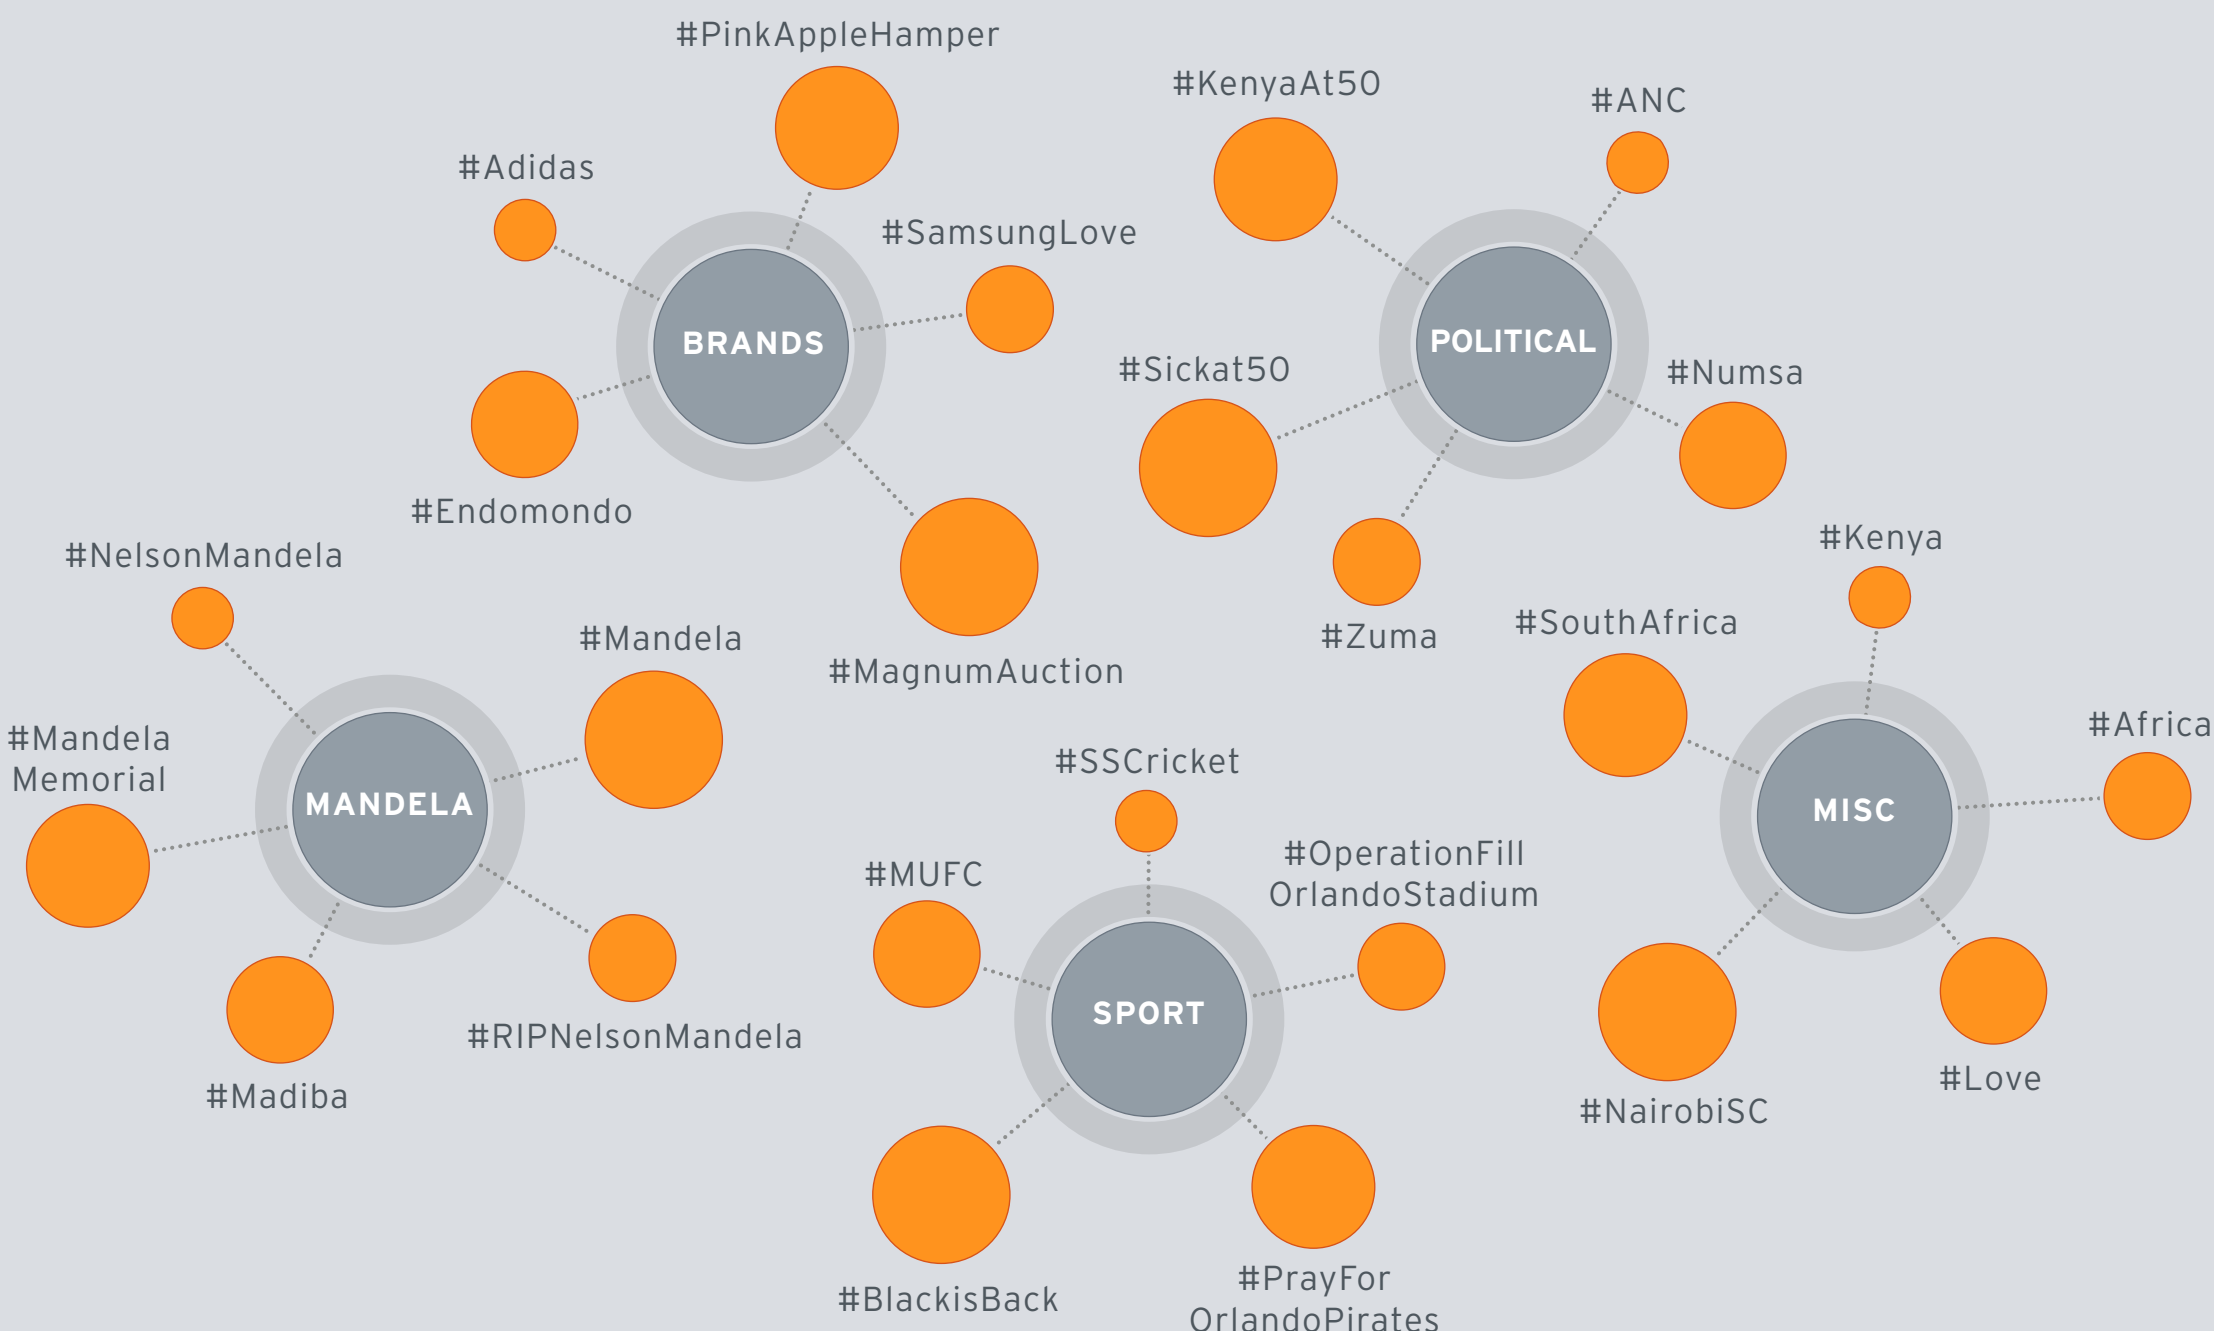 #PinkAppleHamper
#Adidas
#SamsungLove
BRANDS
#Endomondo
#MagnumAuction
#KenyaAt50
#ANC
POLITICAL
#Sickat50
#Numsa
#Zuma
#NelsonMandela
#Mandela
#Mandela
Memorial
MANDELA
#Madiba
#RIPNelsonMandela
#SSCricket
#MUFC
#OperationFill
OrlandoStadium
SPORT
#BlackisBack
#PrayFor
OrlandoPirates
#Kenya
#SouthAfrica
#Africa
MISC
#NairobiSC
#Love